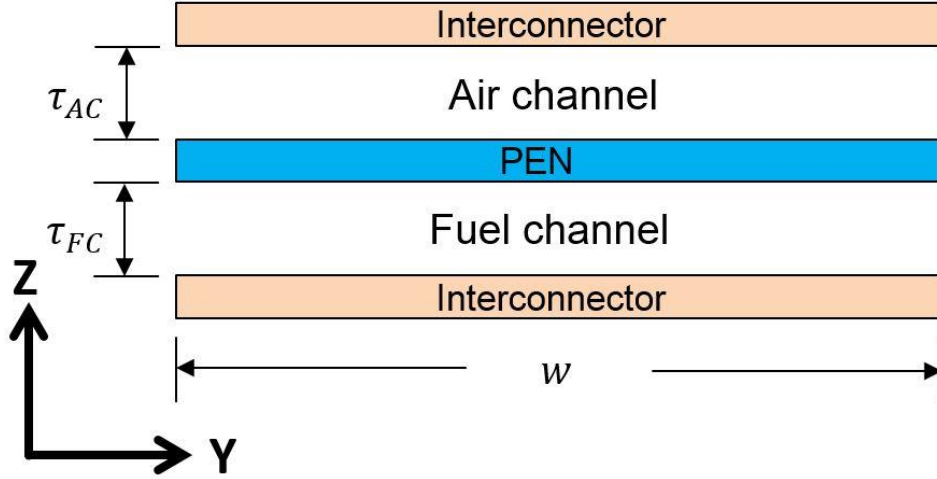 Interconnector
τ_AC
Air channel
PEN
τ_FC
Fuel channel
Z
Interconnector
w
Y